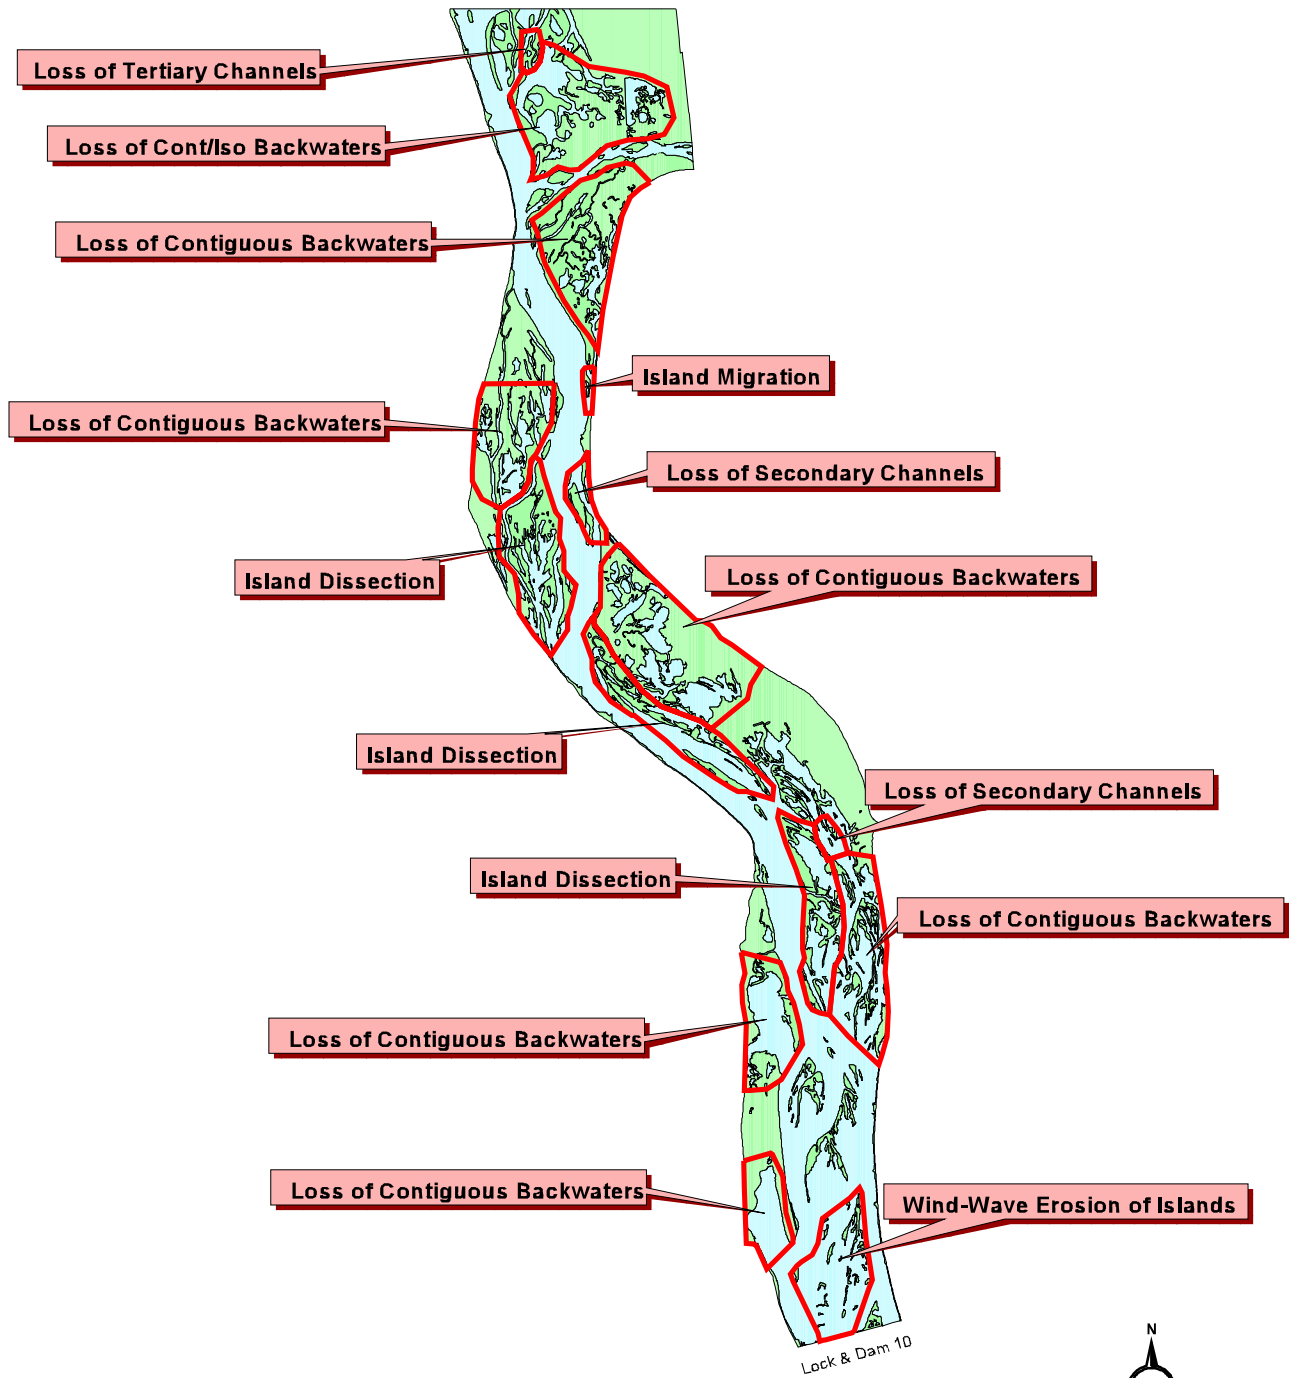 Loss of Tertiary Channels
Loss of Cont/Iso Backwaters
Loss of Contiguous Backwaters
Island Migration
Loss of Contiguous Backwaters
Loss of Secondary Channels
Island Dissection
Loss of Contiguous Backwaters
Island Dissection
Loss of Secondary Channels
Island Dissection
Loss of Contiguous Backwaters
Loss of Contiguous Backwaters
Loss of Contiguous Backwaters
Wind-Wave Erosion of Islands
Lock & Dam 10
N